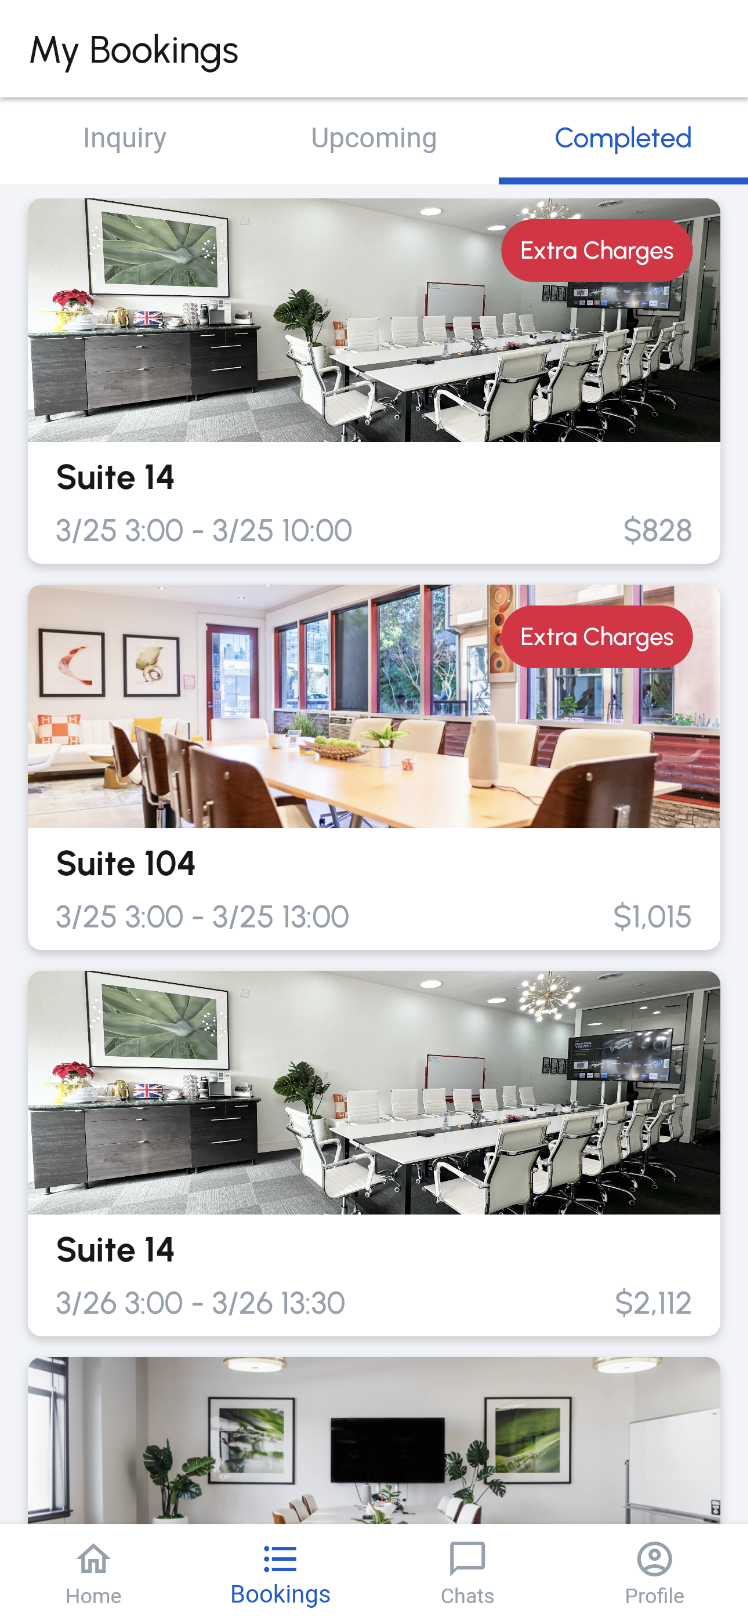 My Bookings
Inquiry
Upcoming
Completed
Extra Charges
Suite 14
3/25 3:00 - 3/25 10:00
$828
Extra Charges
Suite 104
3/25 3:00 - 3/25 13:00
$1,015
Suite 14
3/26 3:00 - 3/26 13:30
$2,112
Home
Bookings
Chats
Profile